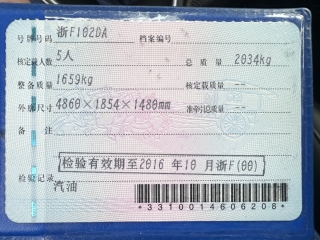 号牌号码 浙F102DA 档案编号
核定载人数 5人 总质量 2034kg
整备质量 1659kg 核定载质量 --
外廓尺寸 4860×1854×1480㎜ 准牵引总质量 --
备注
检验有效期至2016 年10 月浙F(00)
检验记录
汽油
*3310014606208*